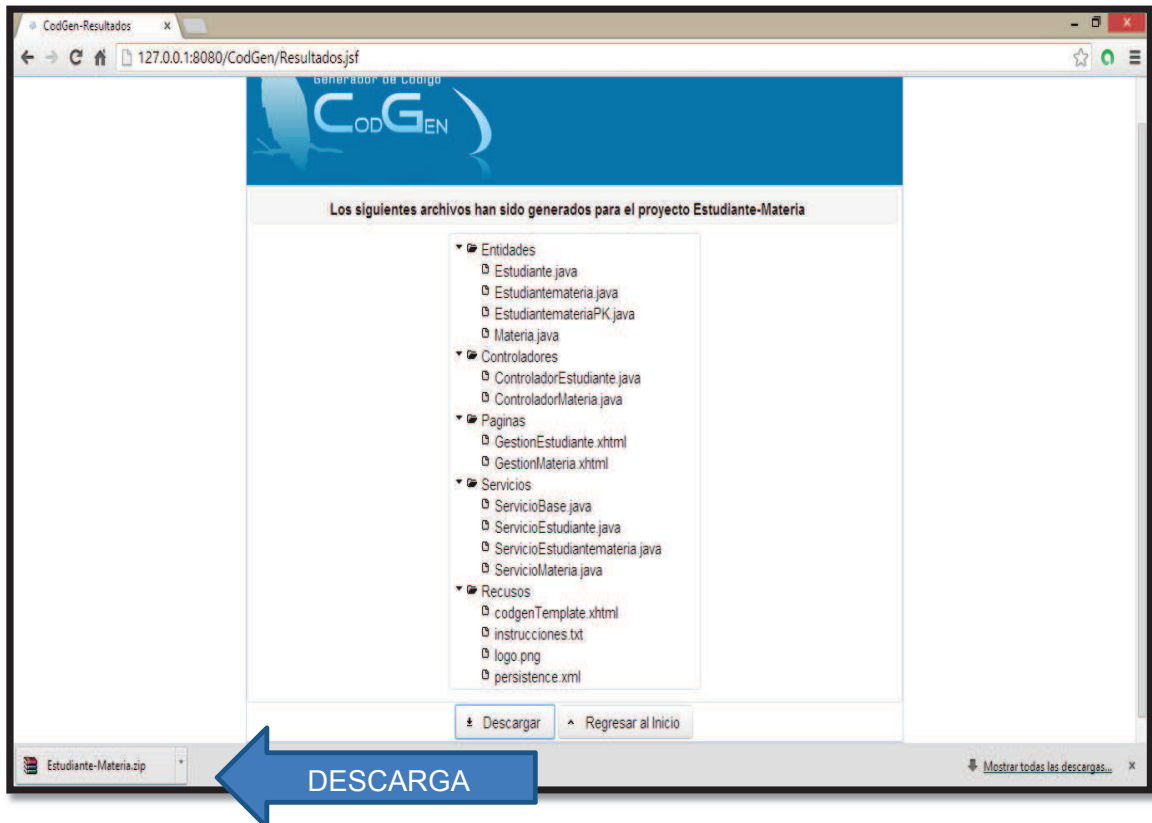 CodGen-Resultados
127.0.0.1:8080/CodGen/Resultados.jsf
Generador de Código
CODGEN
Los siguientes archivos han sido generados para el proyecto Estudiante-Materia
Entidades
Estudiante.java
Estudiantemateria.java
EstudiantemateriaPK.java
Materia.java
Controladores
ControladorEstudiante.java
ControladorMateria.java
Paginas
GestionEstudiante.xhtml
GestionMateria.xhtml
Servicios
ServicioBase.java
ServicioEstudiante.java
ServicioEstudiantemateria.java
ServicioMateria.java
Recusos
codgenTemplate.xhtml
instrucciones.txt
logo.png
persistence.xml
Descargar
Regresar al Inicio
Estudiante-Materia.zip
DESCARGA
Mostrar todas las descargas...